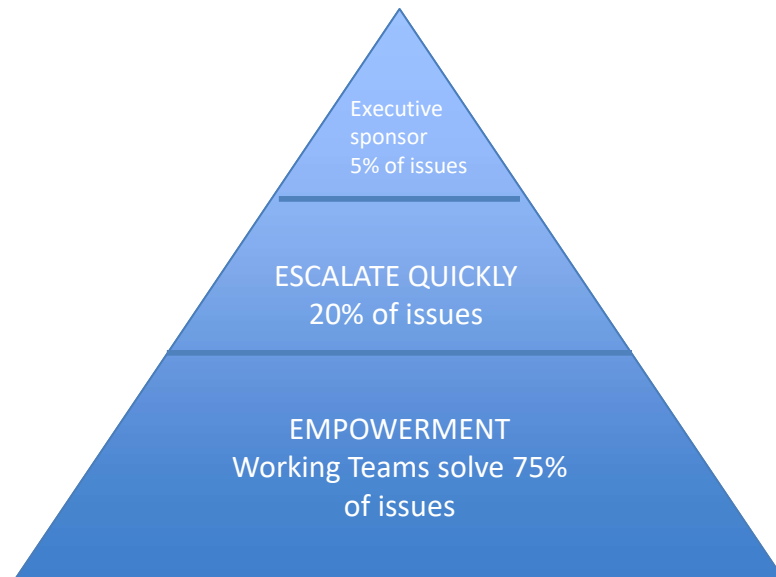 Executive
sponsor
5% of issues
ESCALATE QUICKLY
20% of issues
EMPOWERMENT
Working Teams solve 75%
of issues